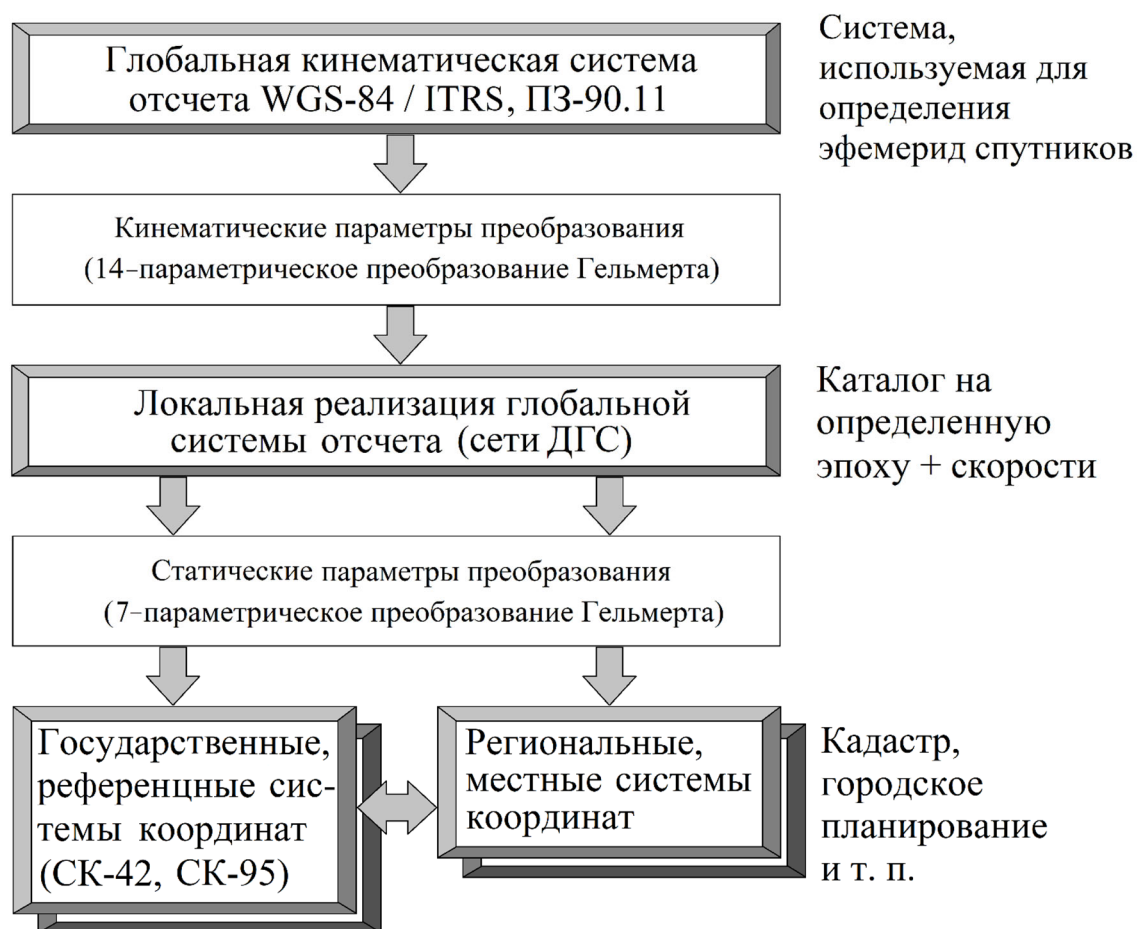 Глобальная кинематическая система
отсчета WGS-84 / ITRS, ПЗ-90.11
Система,
используемая для
определения
эфемерид спутников
Кинематические параметры преобразования
(14-параметрическое преобразование Гельмерта)
Локальная реализация глобальной
системы отсчета (сети ДГС)
Каталог на
определенную
эпоху + скорости
Статические параметры преобразования
(7-параметрическое преобразование Гельмерта)
Государственные,
референцные сис-
темы координат
(СК-42, СК-95)
Региональные,
местные системы
координат
Кадастр,
городское
планирование
и т. п.